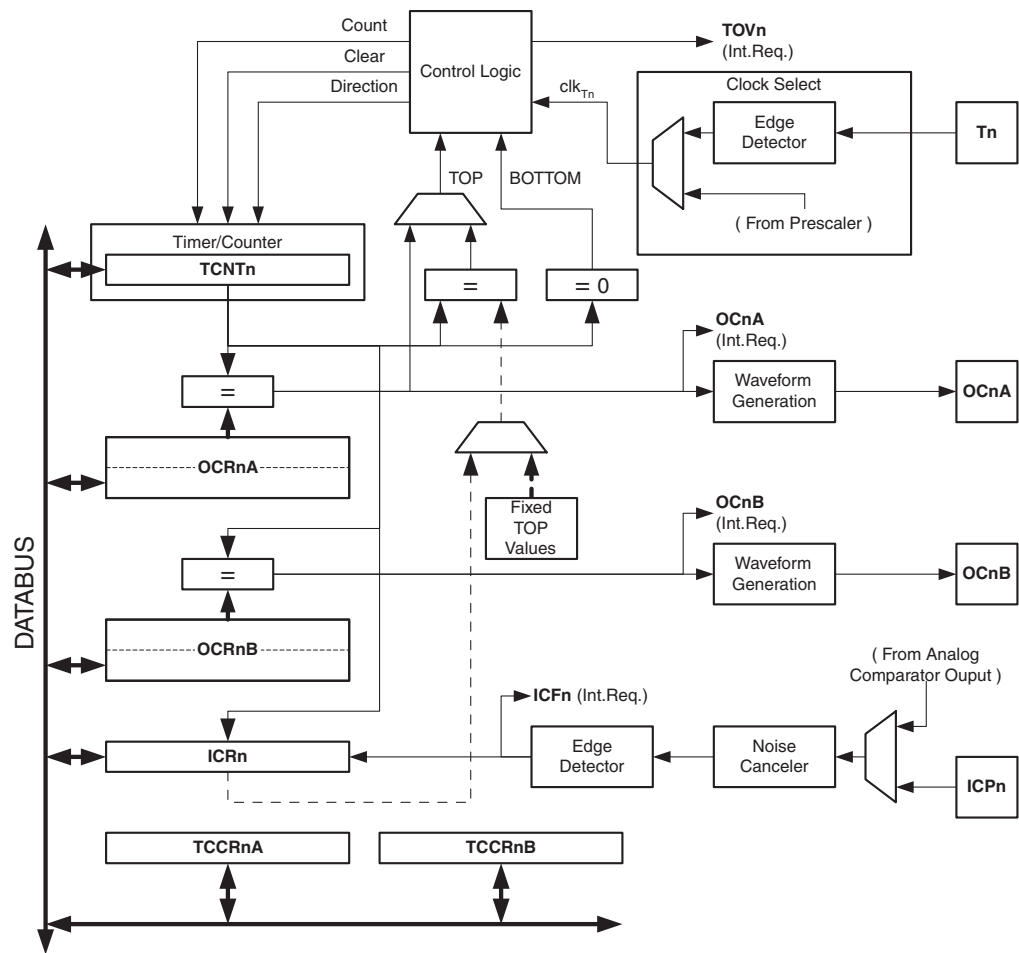 Count
Clear
Direction
Control Logic
TOVn
(Int.Req.)
clkTn
Clock Select
Edge
Detector
Tn
( From Prescaler )
TOP
BOTTOM
Timer/Counter
TCNTn
=
= 0
OCnA
(Int.Req.)
=
Waveform
Generation
OCnA
OCRnA
Fixed
TOP
Values
OCnB
(Int.Req.)
=
Waveform
Generation
OCnB
DATABUS
OCRnB
( From Analog
Comparator Ouput )
ICFn (Int.Req.)
ICRn
Edge
Detector
Noise
Canceler
ICPn
TCCRnA
TCCRnB